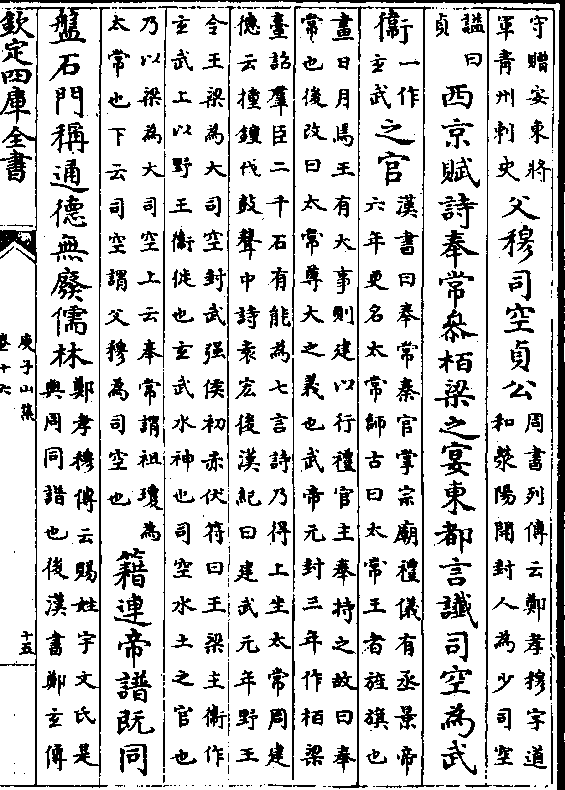 守贈安東將
軍青州刺史
父穆司空貞公
周書列傳云鄭孝穆字道
和滎陽開封人為少司空
諡曰
貞
西京賦詩奉常叅栢梁之宴東都言讖司空為武
衞
一作
玄武
之官
漢書曰奉常秦官掌宗廟禮儀有丞景帝
六年更名太常師古曰太常王者旌旗也
畫日月焉王有大事則建以行禮官主奉持之故曰奉
常也後改曰太常尊大之義也武帝元封三年作栢梁
臺詔羣臣二千石有能為七言詩乃得上坐太常周建
德云撞鐘伐鼓聲中詩袁宏後漢紀曰建武元年野王
令王梁為大司空封武强侯初赤伏符曰王梁主衞作
玄武上以野王衞徙也玄武水神也司空水土之官也
乃以梁為大司空上云奉常謂祖瓊為
太常也下云司空謂父穆為司空也
籍連帝譜既同
盤石門稱通德無廢儒林
鄭孝穆傳云賜姓宇文氏是
與周同譜也後漢書鄭玄傳
欽定四庫全書
庾子山集
卷十六
十五